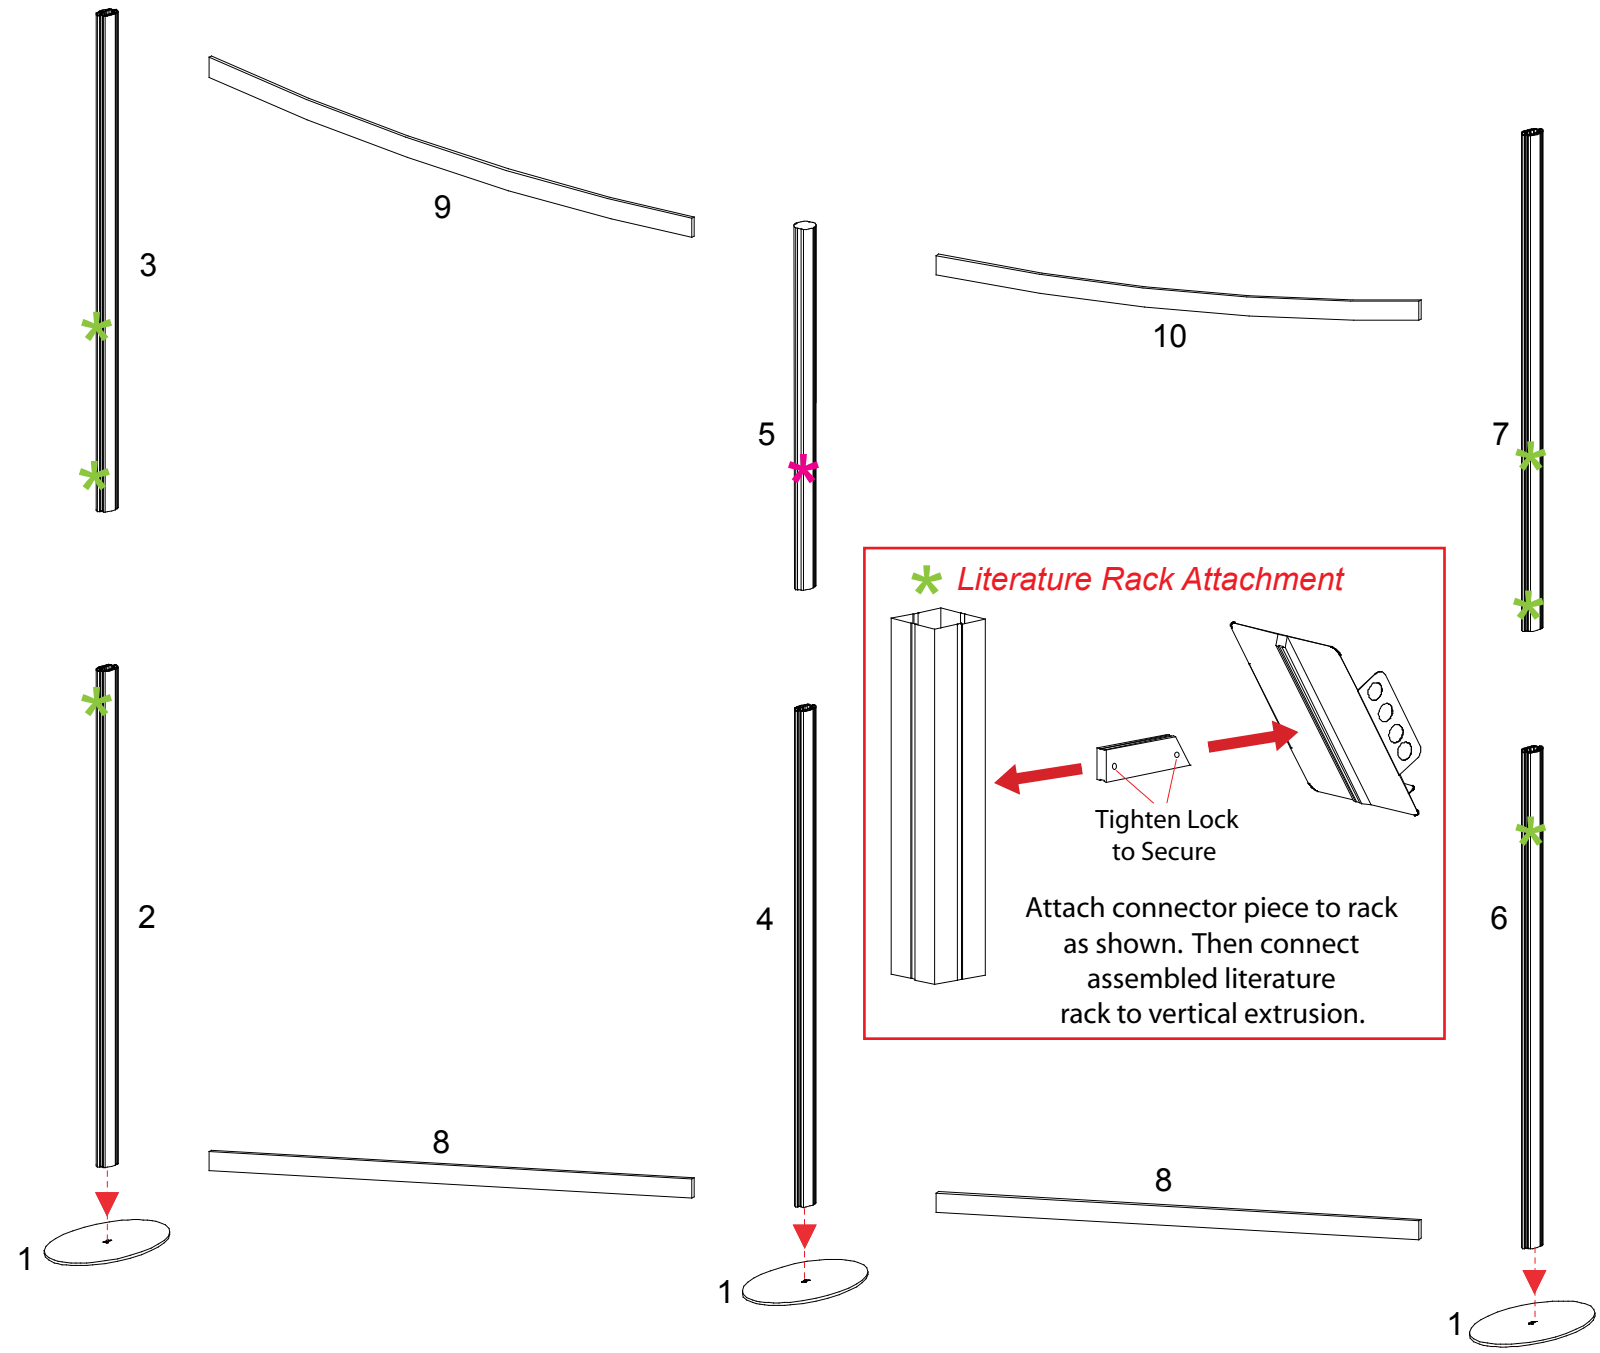 9
3
10
5
7
* Literature Rack Attachment
Tighten Lock
to Secure
Attach connector piece to rack
as shown. Then connect
assembled literature
rack to vertical extrusion.
2
4
6
8
8
1
1
1